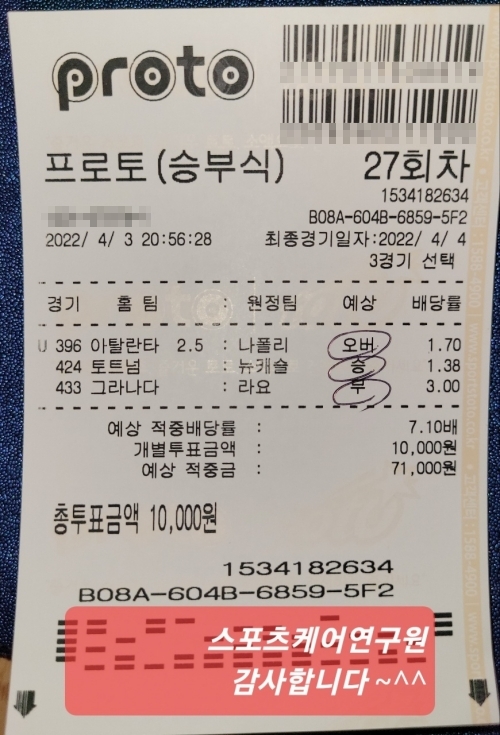 proto
프로토(승부식) 27회차
1534182634
B08A-604B-6859-5F2
2022/ 4/ 3 20:56:28 최종경기일자:2022/ 4/ 4
3경기 선택
경기 홈 팀 : 원정팀 예상 배당률
U 396 아탈란타 2.5 : 나폴리 오버 1.70
424 토트넘 : 뉴캐슬 승 1.38
433 그라나다 : 라요 무 3.00
예상 적중배당률 : 7.10배
개별투표금액 : 10,000원
예상 적중금 : 71,000원
총투표금액 10,000원
1534182634
B08A-604B-6859-5F2
스포츠케어연구원
감사합니다~^^